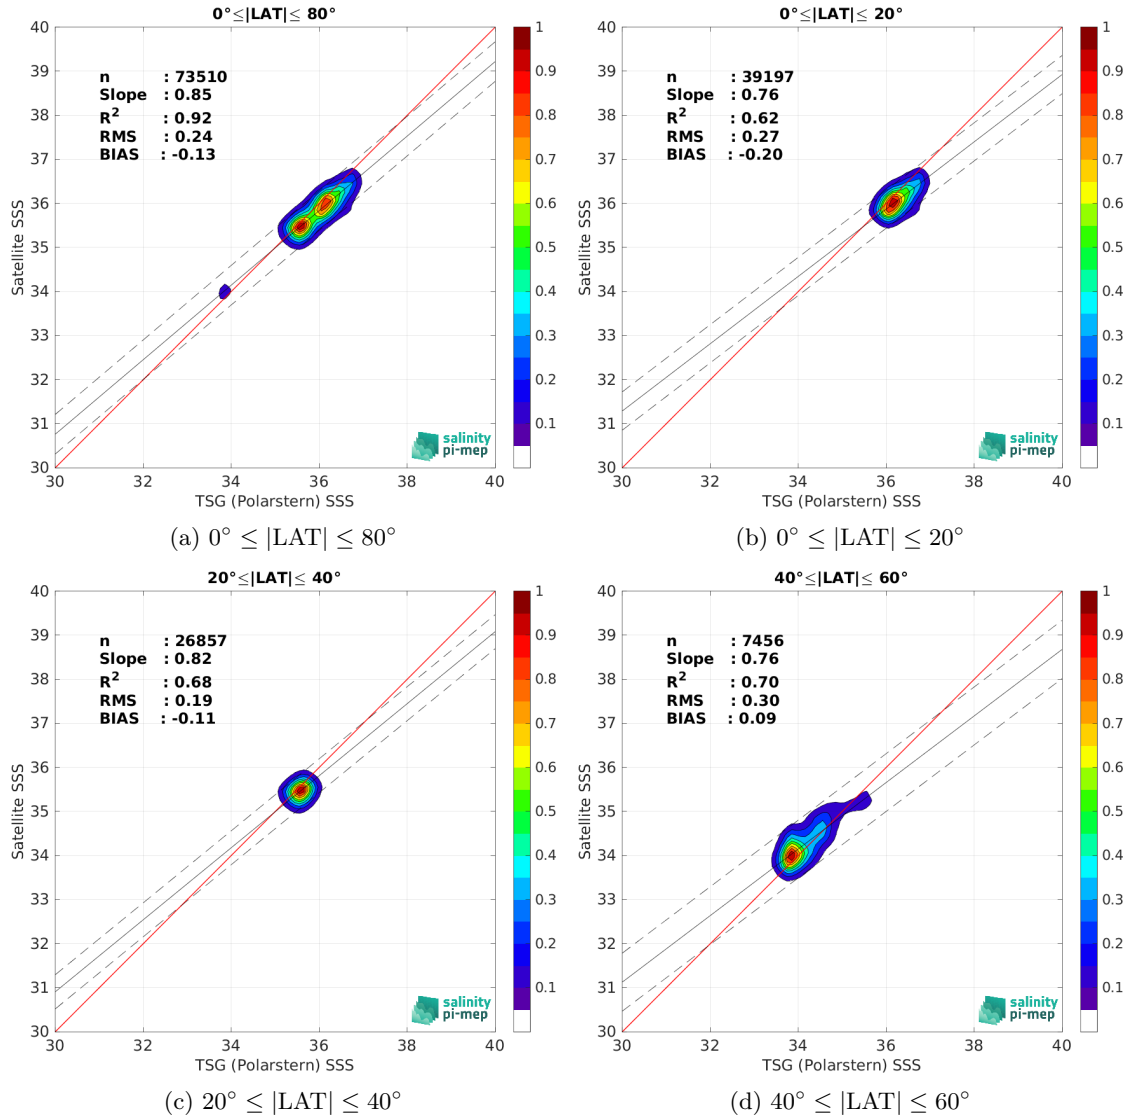 0°≤|LAT|≤ 80°
n : 73510
Slope : 0.85
R² : 0.92
RMS : 0.24
BIAS : -0.13
Satellite SSS
40
39
38
37
36
35
34
33
32
31
30
30 32 34 36 38 40
TSG (Polarstern) SSS
salinity
pi-mep
1
0.9
0.8
0.7
0.6
0.5
0.4
0.3
0.2
0.1
(a) 0° ≤ |LAT| ≤ 80°
0°≤|LAT|≤ 20°
n : 39197
Slope : 0.76
R² : 0.62
RMS : 0.27
BIAS : -0.20
Satellite SSS
40
39
38
37
36
35
34
33
32
31
30
30 32 34 36 38 40
TSG (Polarstern) SSS
salinity
pi-mep
1
0.9
0.8
0.7
0.6
0.5
0.4
0.3
0.2
0.1
(b) 0° ≤ |LAT| ≤ 20°
20°≤|LAT|≤ 40°
n : 26857
Slope : 0.82
R² : 0.68
RMS : 0.19
BIAS : -0.11
Satellite SSS
40
39
38
37
36
35
34
33
32
31
30
30 32 34 36 38 40
TSG (Polarstern) SSS
salinity
pi-mep
1
0.9
0.8
0.7
0.6
0.5
0.4
0.3
0.2
0.1
(c) 20° ≤ |LAT| ≤ 40°
40°≤|LAT|≤ 60°
n : 7456
Slope : 0.76
R² : 0.70
RMS : 0.30
BIAS : 0.09
Satellite SSS
40
39
38
37
36
35
34
33
32
31
30
30 32 34 36 38 40
TSG (Polarstern) SSS
salinity
pi-mep
1
0.9
0.8
0.7
0.6
0.5
0.4
0.3
0.2
0.1
(d) 40° ≤ |LAT| ≤ 60°